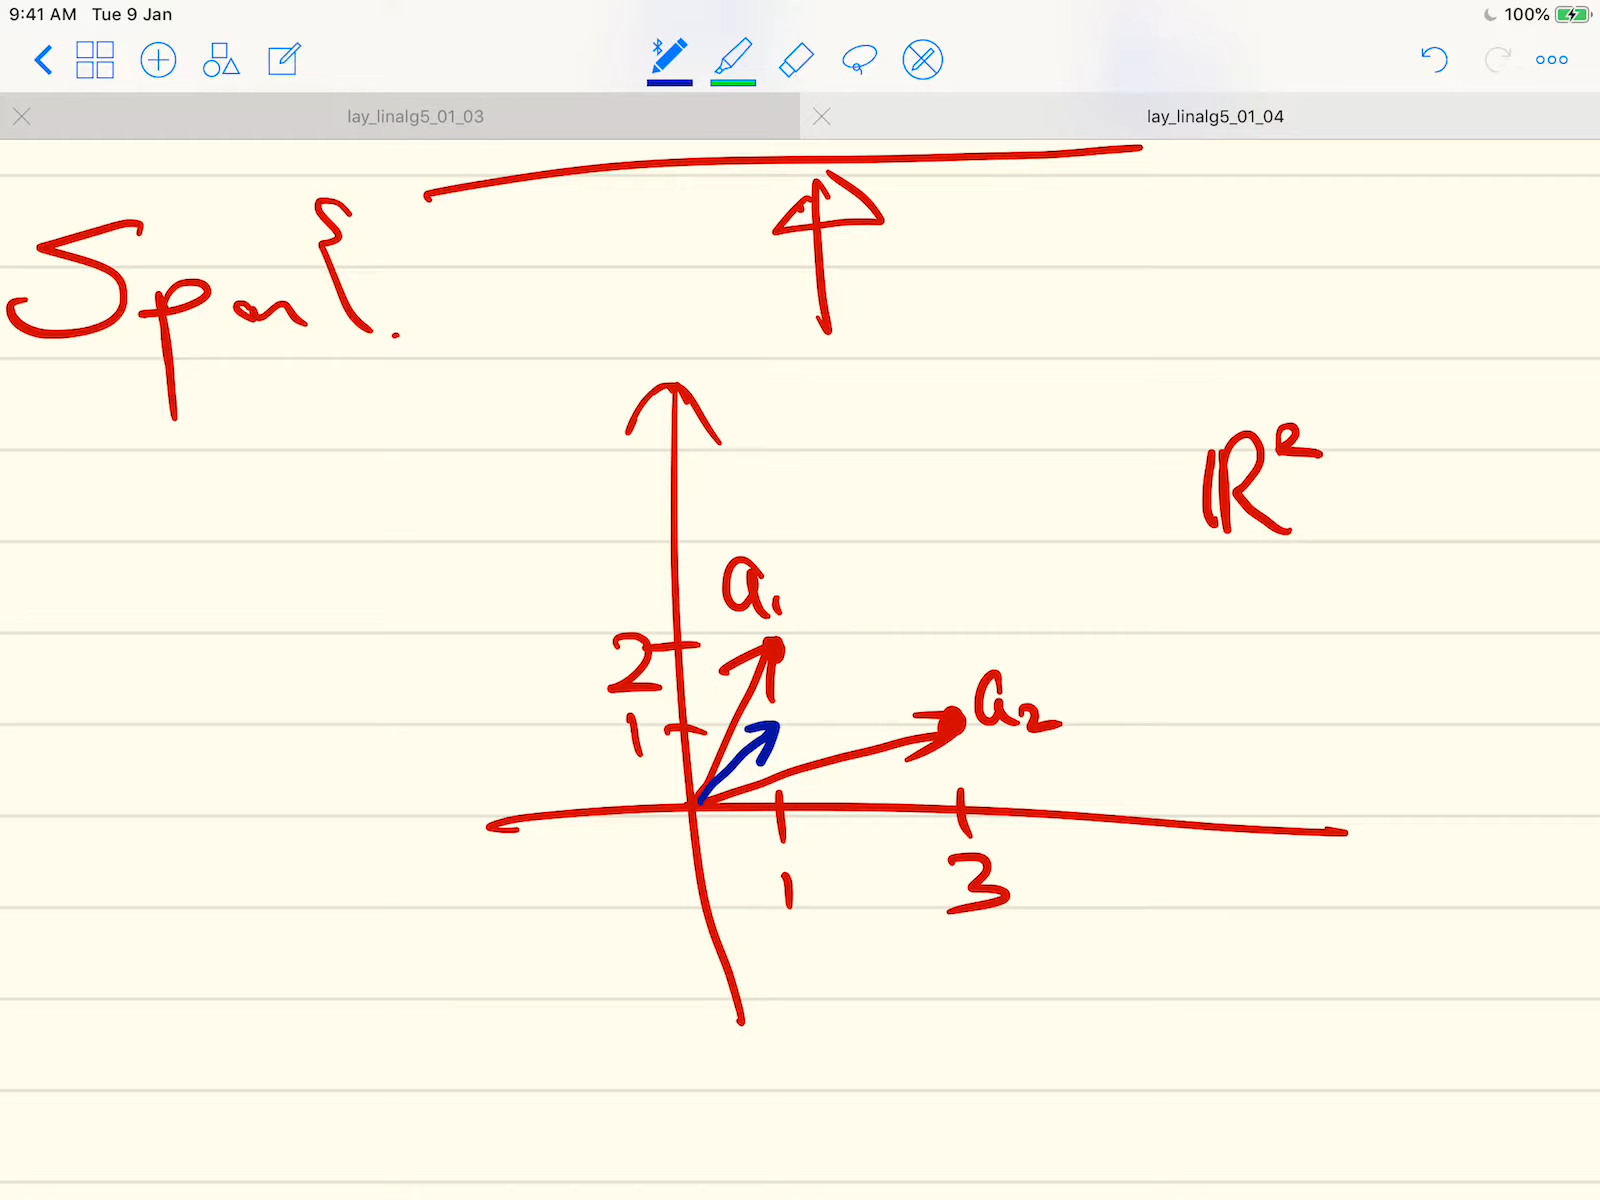 9:41 AM Tue 9 Jan 100%
lay_linalg5_01_03 lay_linalg5_01_04
Span{.
ℝ²
a₁
2
a₂
1
1 3